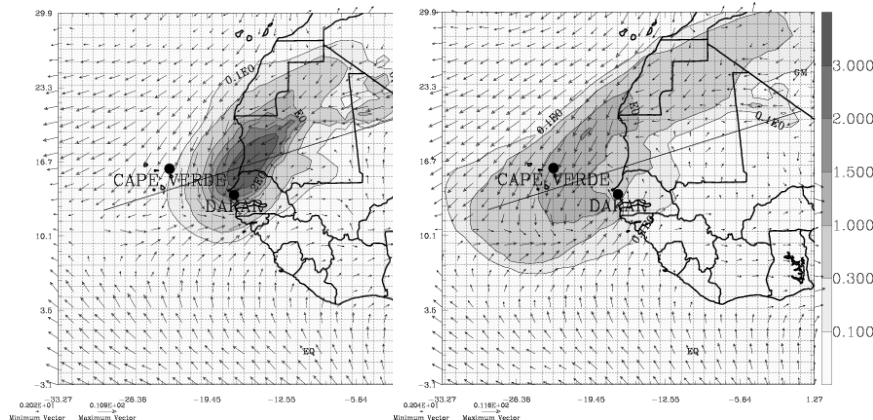 29.9
23.3
16.7
10.1
3.5
-3.1
0.1E0
E0
CAPE VERDE
DAKAR
EQ
-33.27
-26.36
-19.45
-12.55
-5.64
0.202E+01
Minimum Vector
0.109E+02
Maximum Vector
29.9
23.3
16.7
10.1
3.5
-3.1
0.1E0
GM
0.1E0
CAPE VERDE
DAKAR
EQ
-33.27
-26.36
-19.45
-12.55
-5.64
1.27
0.204E+01
Minimum Vector
Maximum Vector
3.000
2.000
1.500
1.000
0.300
0.100